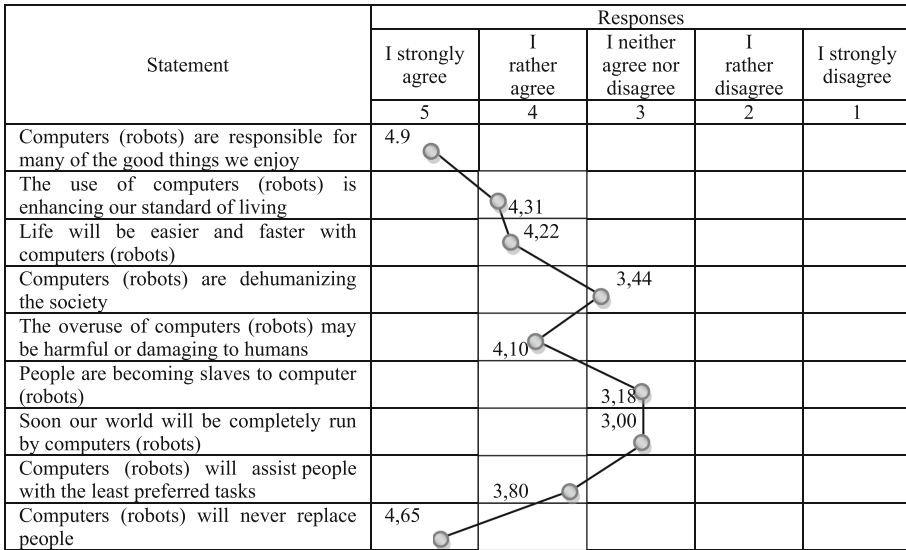 Statement
Responses
I strongly
agree
I
rather
agree
I neither
agree nor
disagree
I
rather
disagree
I strongly
disagree
5
4
3
2
1
Computers (robots) are responsible for
many of the good things we enjoy
4.9
The use of computers (robots) is
enhancing our standard of living
4,31
Life will be easier and faster with
computers (robots)
4,22
Computers (robots) are dehumanizing
the society
3,44
The overuse of computers (robots) may
be harmful or damaging to humans
4,10
People are becoming slaves to computer
(robots)
3,18
Soon our world will be completely run
by computers (robots)
3,00
Computers (robots) will assist people
with the least preferred tasks
3,80
Computers (robots) will never replace
people
4,65